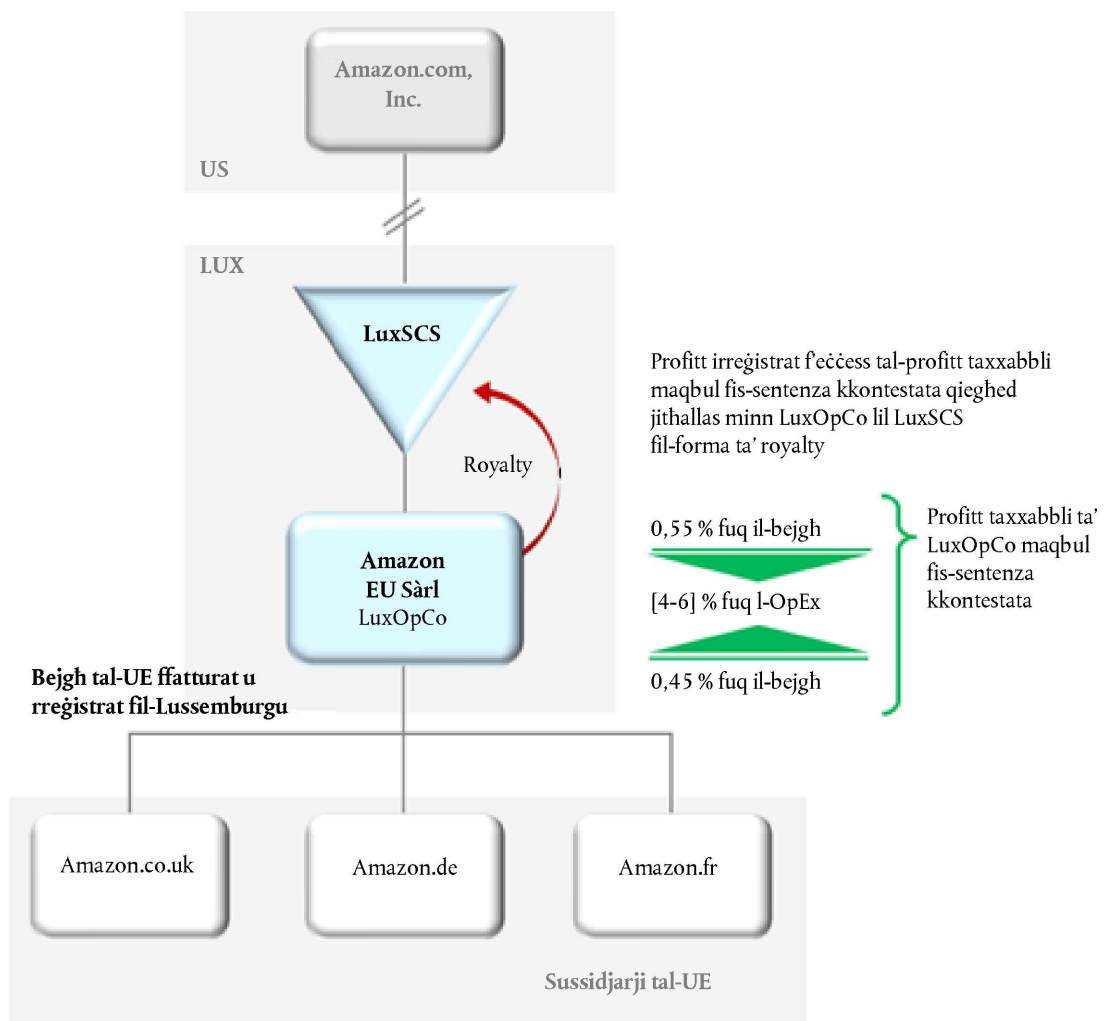 Amazon.com,
Inc.
US
LUX
LuxSCS
Profitt irreġistrat f'eċċess tal-profitt taxxabbli
maqbul fis-sentenza kkontestata qiegħed
jitħallas minn LuxOpCo lil LuxSCS
fil-forma ta' royalty
Royalty
0,55 % fuq il-bejgħ
[4-6] % fuq l-OpEx
0,45 % fuq il-bejgħ
Profitt taxxabbli ta'
LuxOpCo maqbul
fis-sentenza
kkontestata
Amazon
EU Sàrl
LuxOpCo
Bejgħ tal-UE ffatturat u
rreġistrat fil-Lussemburgu
Amazon.co.uk
Amazon.de
Amazon.fr
Sussidjarji tal-UE